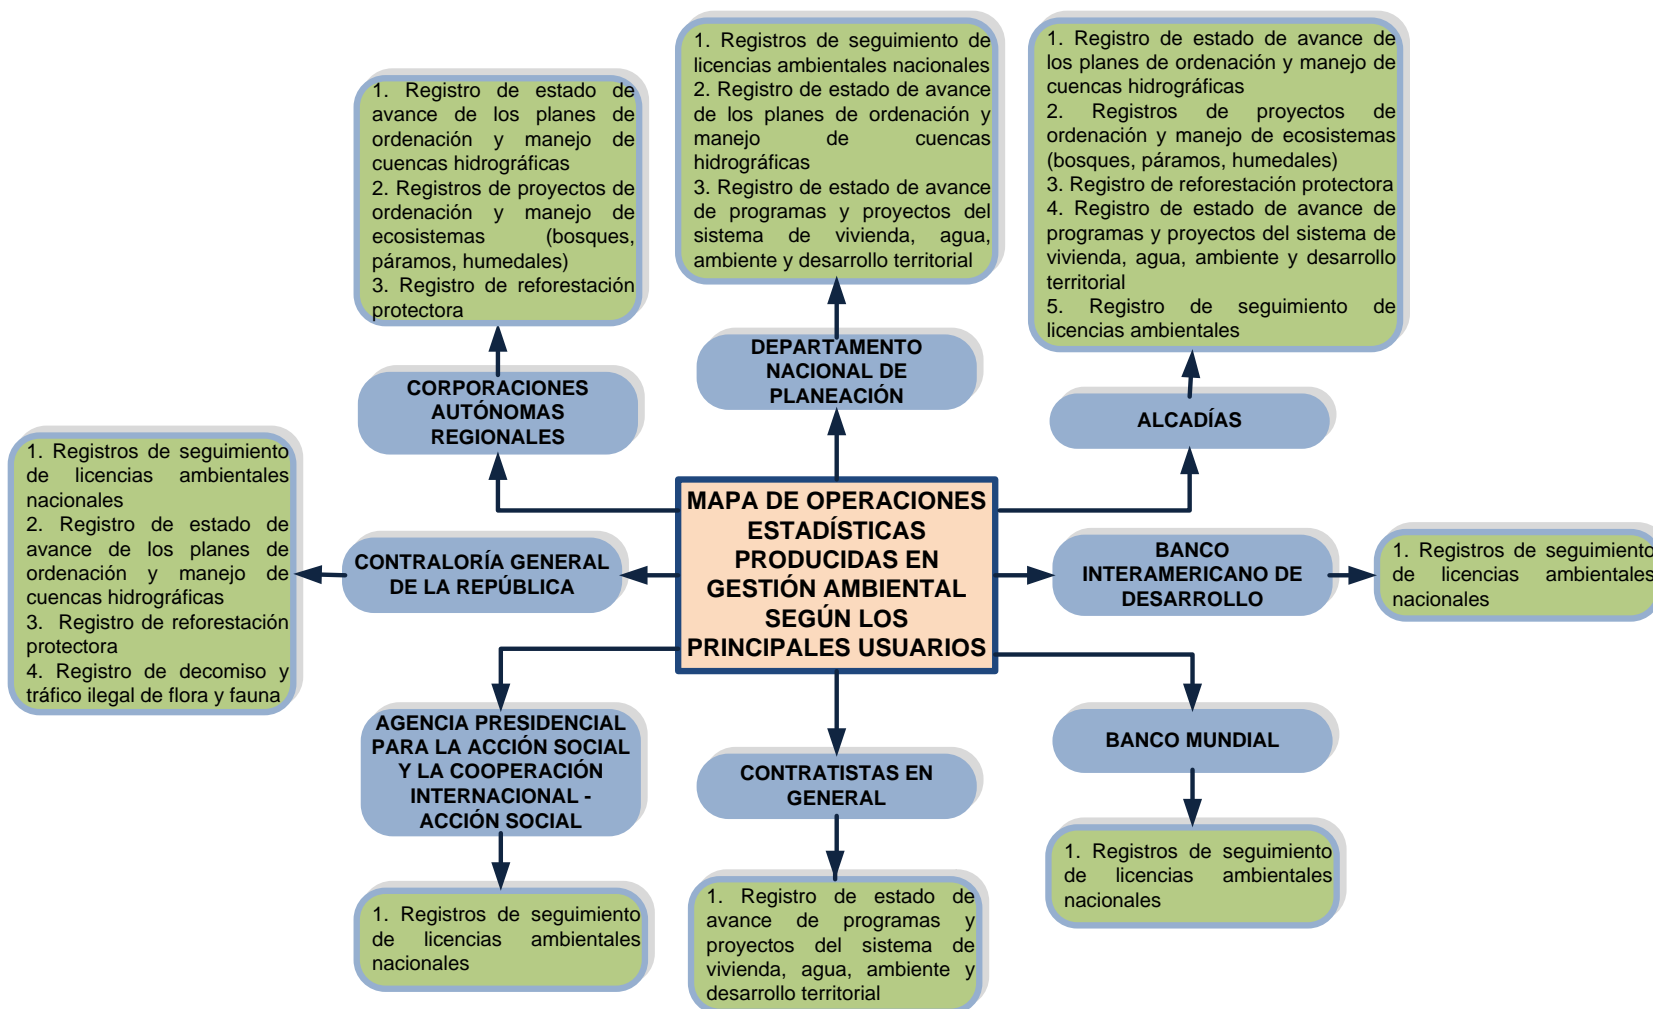 1. Registro de estado de
avance de los planes de
ordenación y manejo de
cuencas hidrográficas
2. Registros de proyectos de
ordenación y manejo de
ecosistemas (bosques,
páramos, humedales)
3. Registro de reforestación
protectora
1. Registros de seguimiento de
licencias ambientales nacionales
2. Registro de estado de avance
de los planes de ordenación y
manejo de cuencas
hidrográficas
3. Registro de estado de avance
de programas y proyectos del
sistema de vivienda, agua,
ambiente y desarrollo territorial
1. Registro de estado de avance de
los planes de ordenación y manejo de
cuencas hidrográficas
2. Registros de proyectos de
ordenación y manejo de ecosistemas
(bosques, páramos, humedales)
3. Registro de reforestación protectora
4. Registro de estado de avance de
programas y proyectos del sistema de
vivienda, agua, ambiente y desarrollo
territorial
5. Registro de seguimiento de
licencias ambientales
CORPORACIONES
AUTÓNOMAS
REGIONALES
DEPARTAMENTO
NACIONAL DE
PLANEACIÓN
ALCADÍAS
1. Registros de seguimiento
de licencias ambientales
nacionales
2. Registro de estado de
avance de los planes de
ordenación y manejo de
cuencas hidrográficas
3. Registro de reforestación
protectora
4. Registro de decomiso y
tráfico ilegal de flora y fauna
CONTRALORÍA GENERAL
DE LA REPÚBLICA
MAPA DE OPERACIONES
ESTADÍSTICAS
PRODUCIDAS EN
GESTIÓN AMBIENTAL
SEGÚN LOS
PRINCIPALES USUARIOS
BANCO
INTERAMERICANO DE
DESARROLLO
1. Registros de seguimiento
de licencias ambientales
nacionales
AGENCIA PRESIDENCIAL
PARA LA ACCIÓN SOCIAL
Y LA COOPERACIÓN
INTERNACIONAL -
ACCIÓN SOCIAL
CONTRATISTAS EN
GENERAL
BANCO MUNDIAL
1. Registros de seguimiento
de licencias ambientales
nacionales
1. Registro de estado de
avance de programas y
proyectos del sistema de
vivienda, agua, ambiente y
desarrollo territorial
1. Registros de seguimiento
de licencias ambientales
nacionales